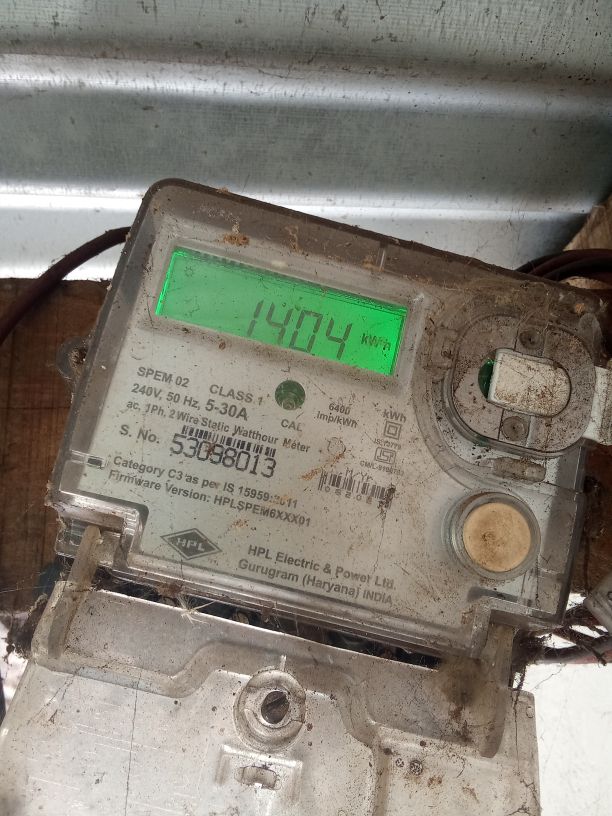 1404 kWh
SPEM 02 CLASS 1
240V, 50 Hz, 5-30A
ac, 1Ph, 2 Wire Static Watthour Meter
CAL
6400
imp/kWh
kWh
S. No. 53098013
Category C3 as per IS 15959:2011
Firmware Version: HPLSPEM6XXX01
HPL
HPL Electric & Power Ltd.
Gurugram (Haryana) INDIA